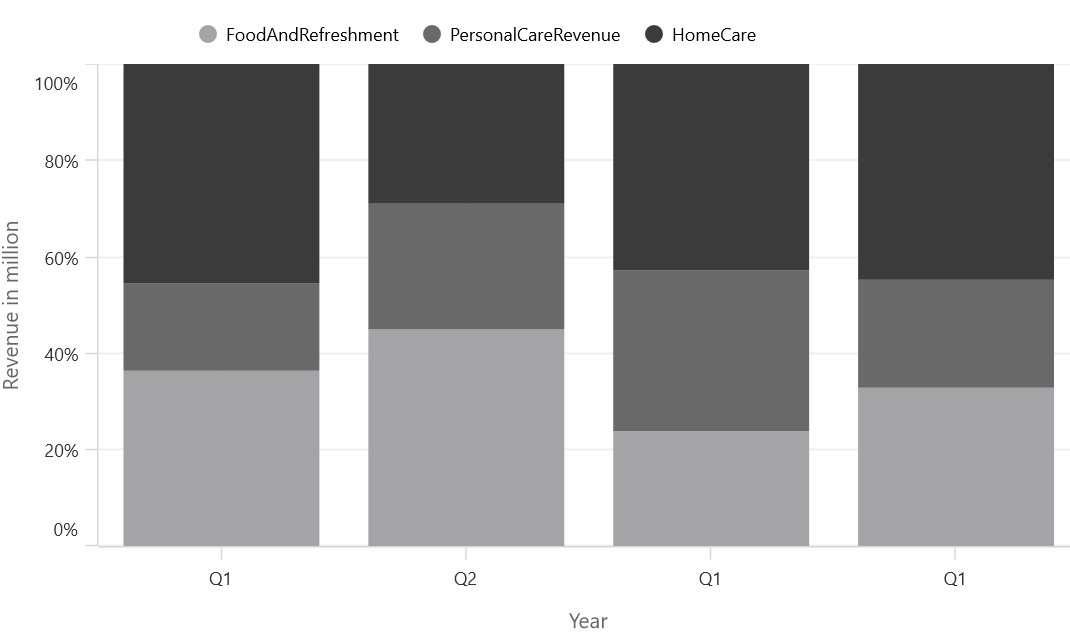 FoodAndRefreshment PersonalCareRevenue HomeCare
100%
80%
60%
40%
20%
0%
Revenue in million
Q1 Q2 Q1 Q1
Year